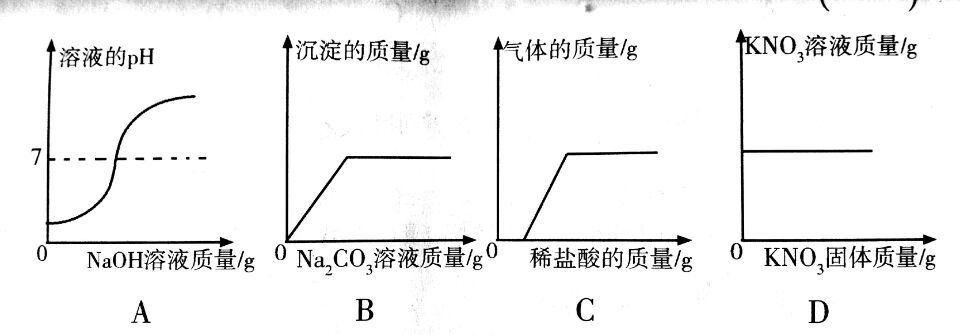 溶液的pH
7
0
NaOH溶液质量/g
A
沉淀的质量/g
0
Na₂CO₃溶液质量/g
B
气体的质量/g
0
稀盐酸的质量/g
C
KNO₃溶液质量/g
0
KNO₃固体质量/g
D